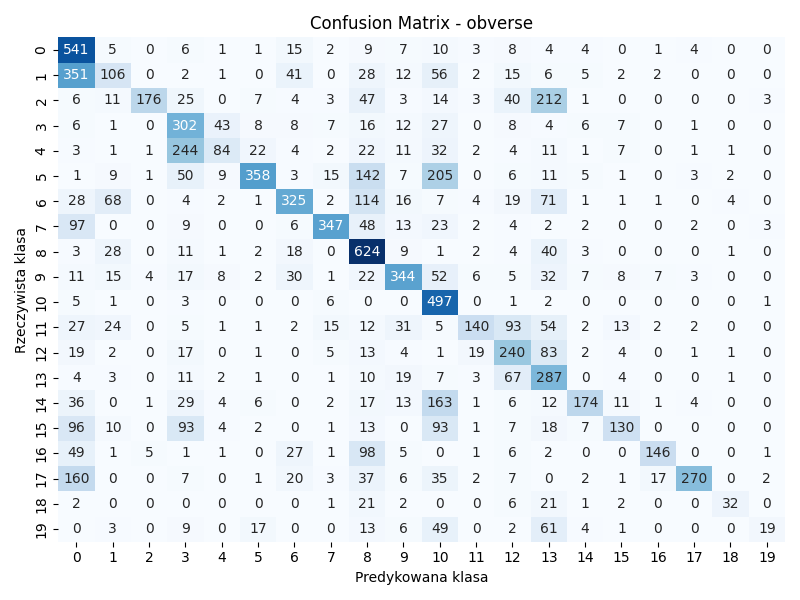 Confusion Matrix - obverse
0 541 5 0 6 1 1 15 2 9 7 10 3 8 4 4 0 1 4 0 0
1 351 106 0 2 1 0 41 0 28 12 56 2 15 6 5 2 2 0 0 0
2 6 11 176 25 0 7 4 3 47 3 14 3 40 212 1 0 0 0 0 3
3 6 1 0 302 43 8 8 7 16 12 27 0 8 4 6 7 0 1 0 0
4 3 1 1 244 84 22 4 2 22 11 32 2 4 11 1 7 0 1 1 0
5 1 9 1 50 9 358 3 15 142 7 205 0 6 11 5 1 0 3 2 0
6 28 68 0 4 2 1 325 2 114 16 7 4 19 71 1 1 1 0 4 0
7 97 0 0 9 0 0 6 347 48 13 23 2 4 2 2 0 0 2 0 3
8 3 28 0 11 1 2 18 0 624 9 1 2 4 40 3 0 0 0 1 0
9 11 15 4 17 8 2 30 1 22 344 52 6 5 32 7 8 7 3 0 0
10 5 1 0 3 0 0 0 6 0 0 497 0 1 2 0 0 0 0 0 1
11 27 24 0 5 1 1 2 15 12 31 5 140 93 54 2 13 2 2 0 0
12 19 2 0 17 0 1 0 5 13 4 1 19 240 83 2 4 0 1 1 0
13 4 3 0 11 2 1 0 1 10 19 7 3 67 287 0 4 0 0 1 0
14 36 0 1 29 4 6 0 2 17 13 163 1 6 12 174 11 1 4 0 0
15 96 10 0 93 4 2 0 1 13 0 93 1 7 18 7 130 0 0 0 0
16 49 1 5 1 1 0 27 1 98 5 0 1 6 2 0 0 146 0 0 1
17 160 0 0 7 0 1 20 3 37 6 35 2 7 0 2 1 17 270 0 2
18 2 0 0 0 0 0 0 1 21 2 0 0 6 21 1 2 0 0 32 0
19 0 3 0 9 0 17 0 0 13 6 49 0 2 61 4 1 0 0 0 19
0 1 2 3 4 5 6 7 8 9 10 11 12 13 14 15 16 17 18 19
Rzeczywista klasa
Predykowana klasa